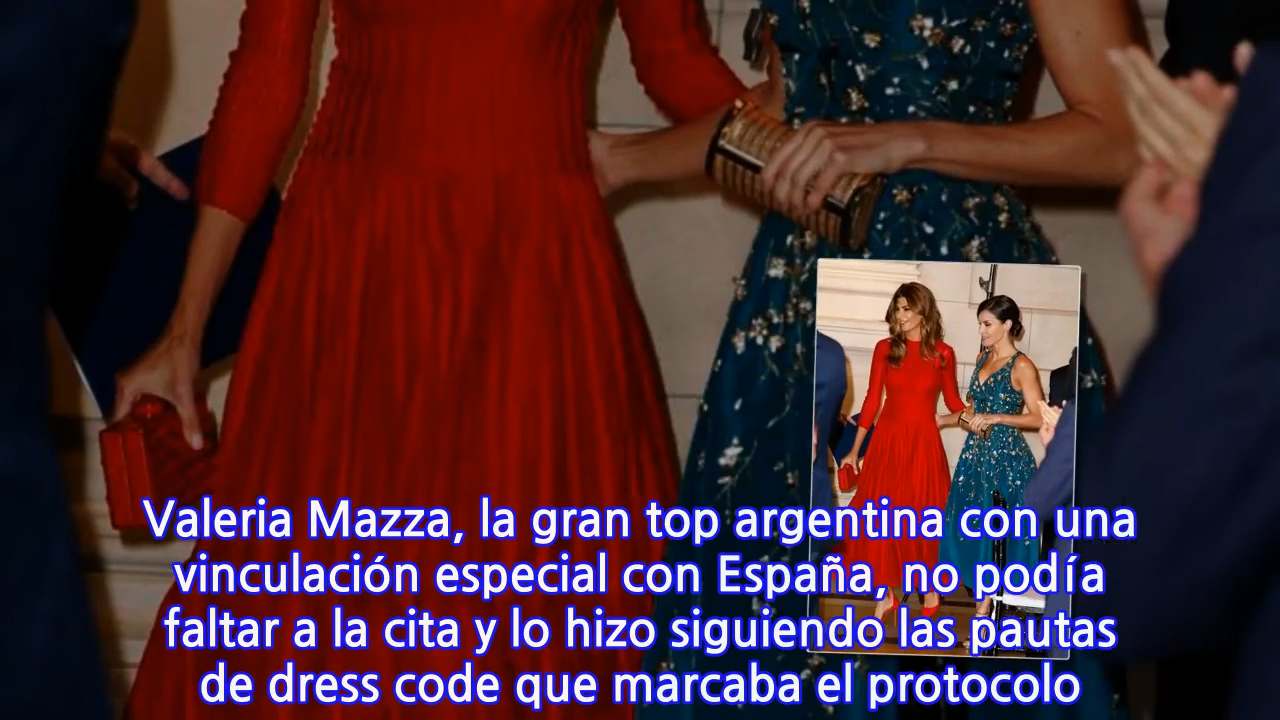 Valeria Mazza, la gran top argentina con una
vinculación especial con España, no podía
faltar a la cita y lo hizo siguiendo las pautas
de dress code que marcaba el protocolo